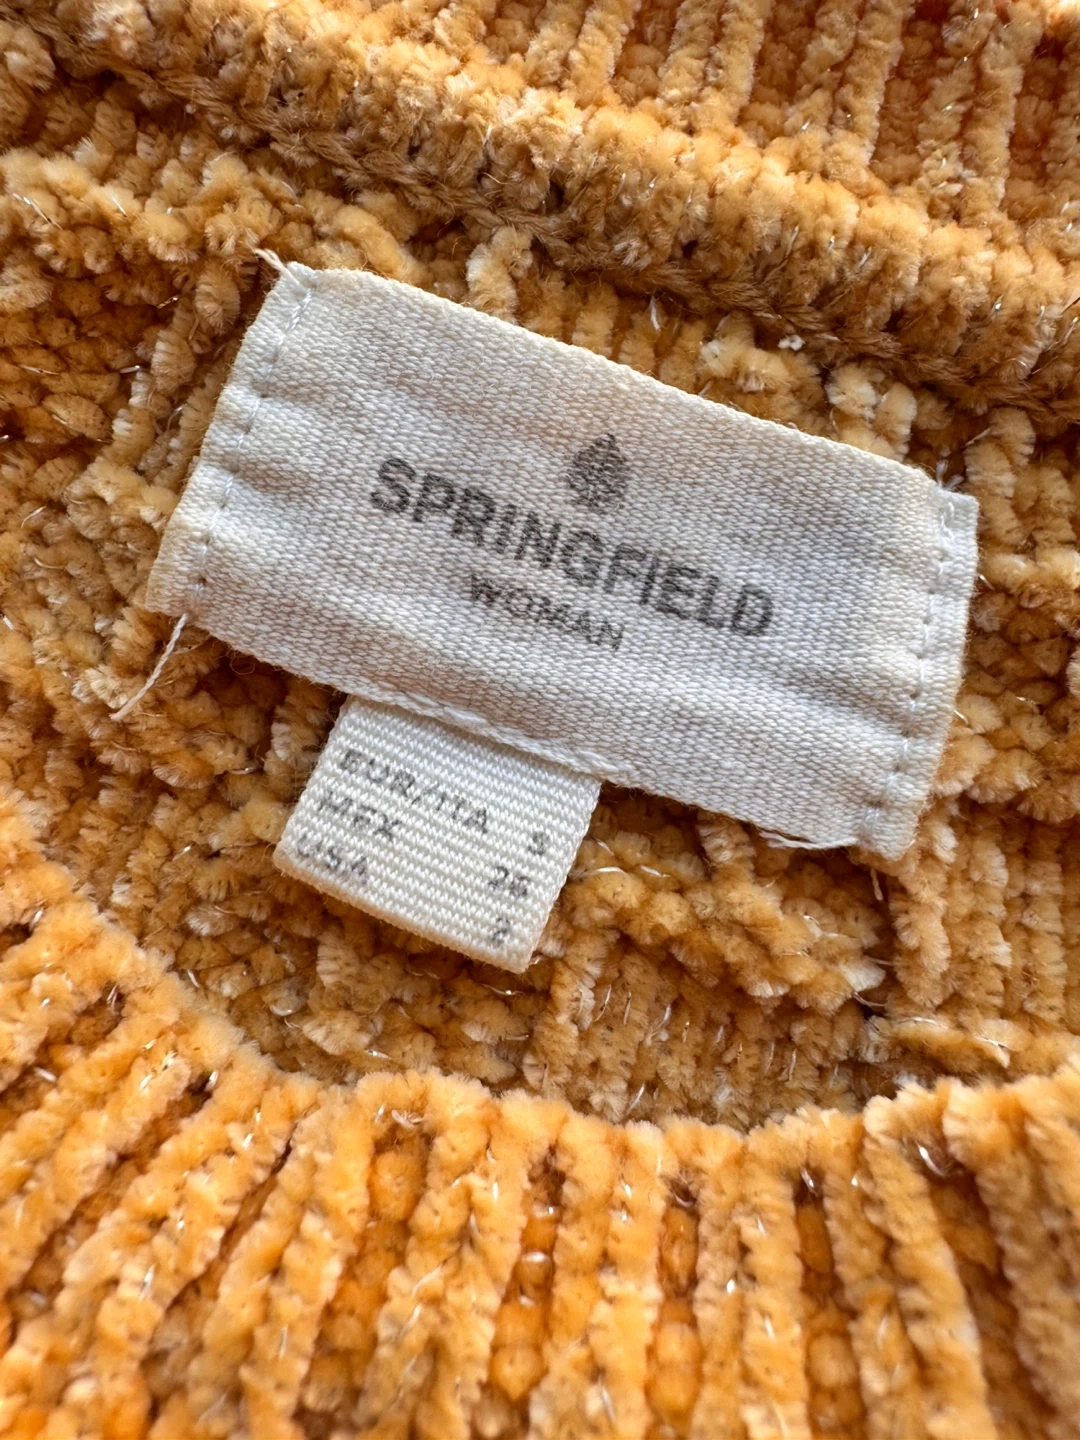 SPRINGFIELD
WOMAN
EUR/ITA S
MEX 26
USA 2